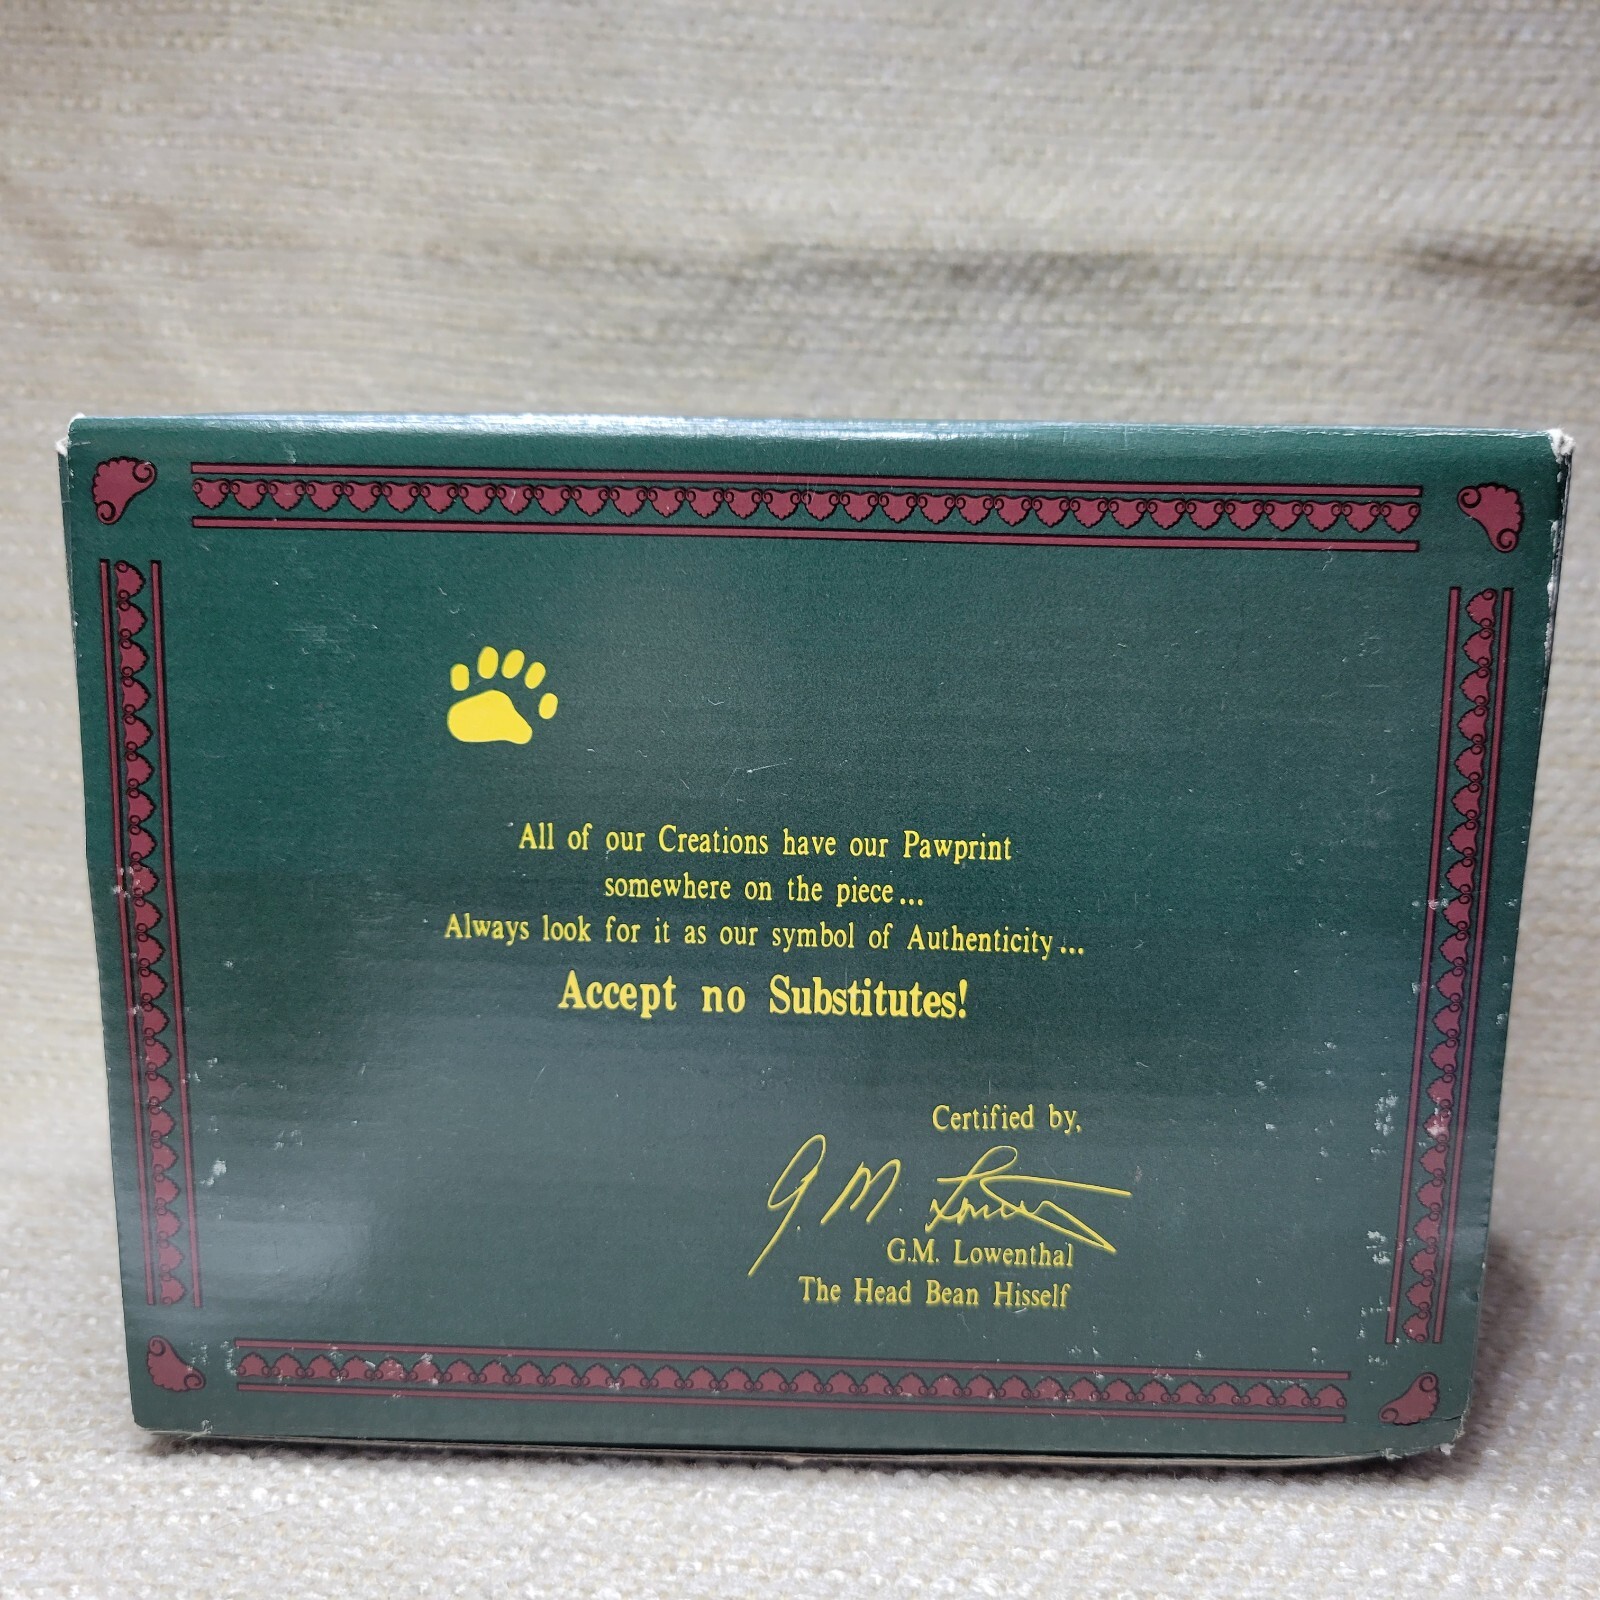 All of our Creations have our Pawprint
somewhere on the piece...
Always look for it as our symbol of Authenticity...
Accept no Substitutes!
Certified by,
G.M. Lowenthal
The Head Bean Hisself